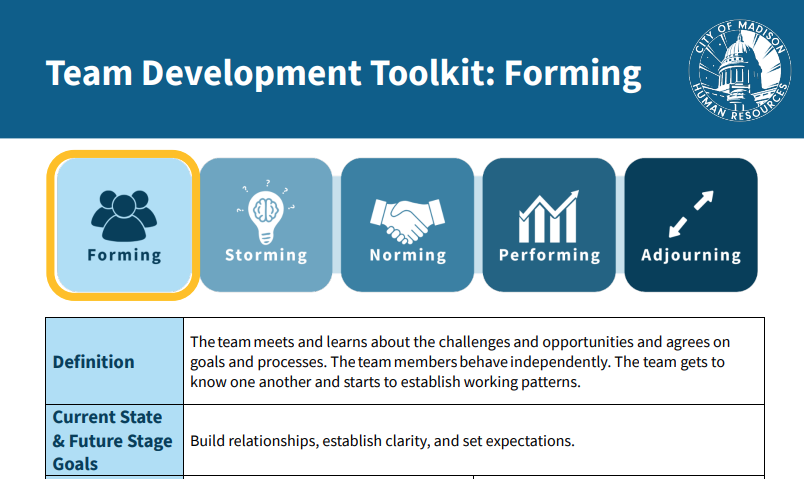 Team Development Toolkit: Forming
CITY OF MADISON
HUMAN RESOURCES
? ? ? ? ?
Forming
Storming
Norming
Performing
Adjourning
Definition
The team meets and learns about the challenges and opportunities and agrees on
goals and processes. The team members behave independently. The team gets to
know one another and starts to establish working patterns.
Current State
& Future Stage
Goals
Build relationships, establish clarity, and set expectations.